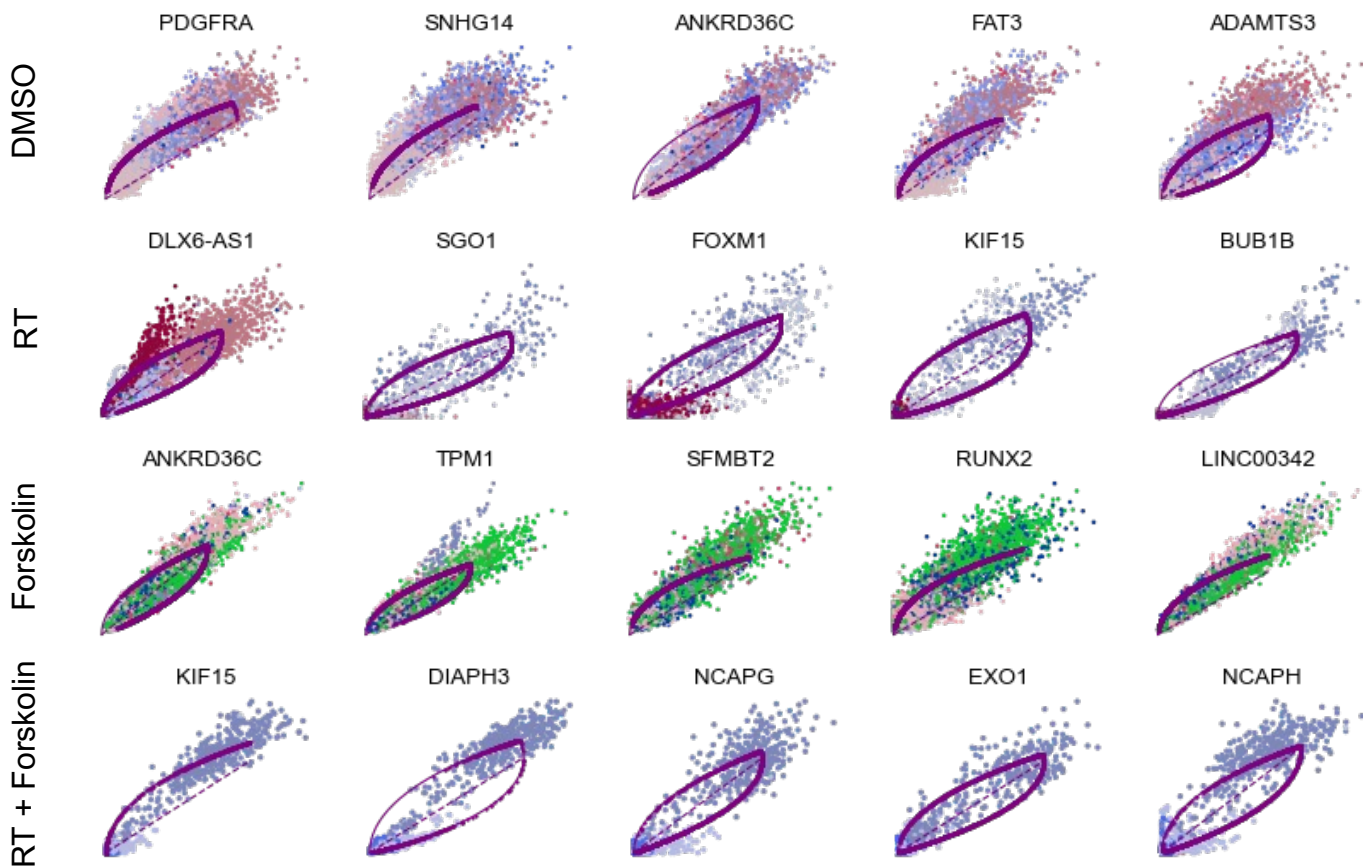 PDGFRA SNHG14 ANKRD36C FAT3 ADAMTS3
DMSO
DLX6-AS1 SGO1 FOXM1 KIF15 BUB1B
RT
ANKRD36C TPM1 SFMBT2 RUNX2 LINC00342
Forskolin
KIF15 DIAPH3 NCAPG EXO1 NCAPH
RT + Forskolin